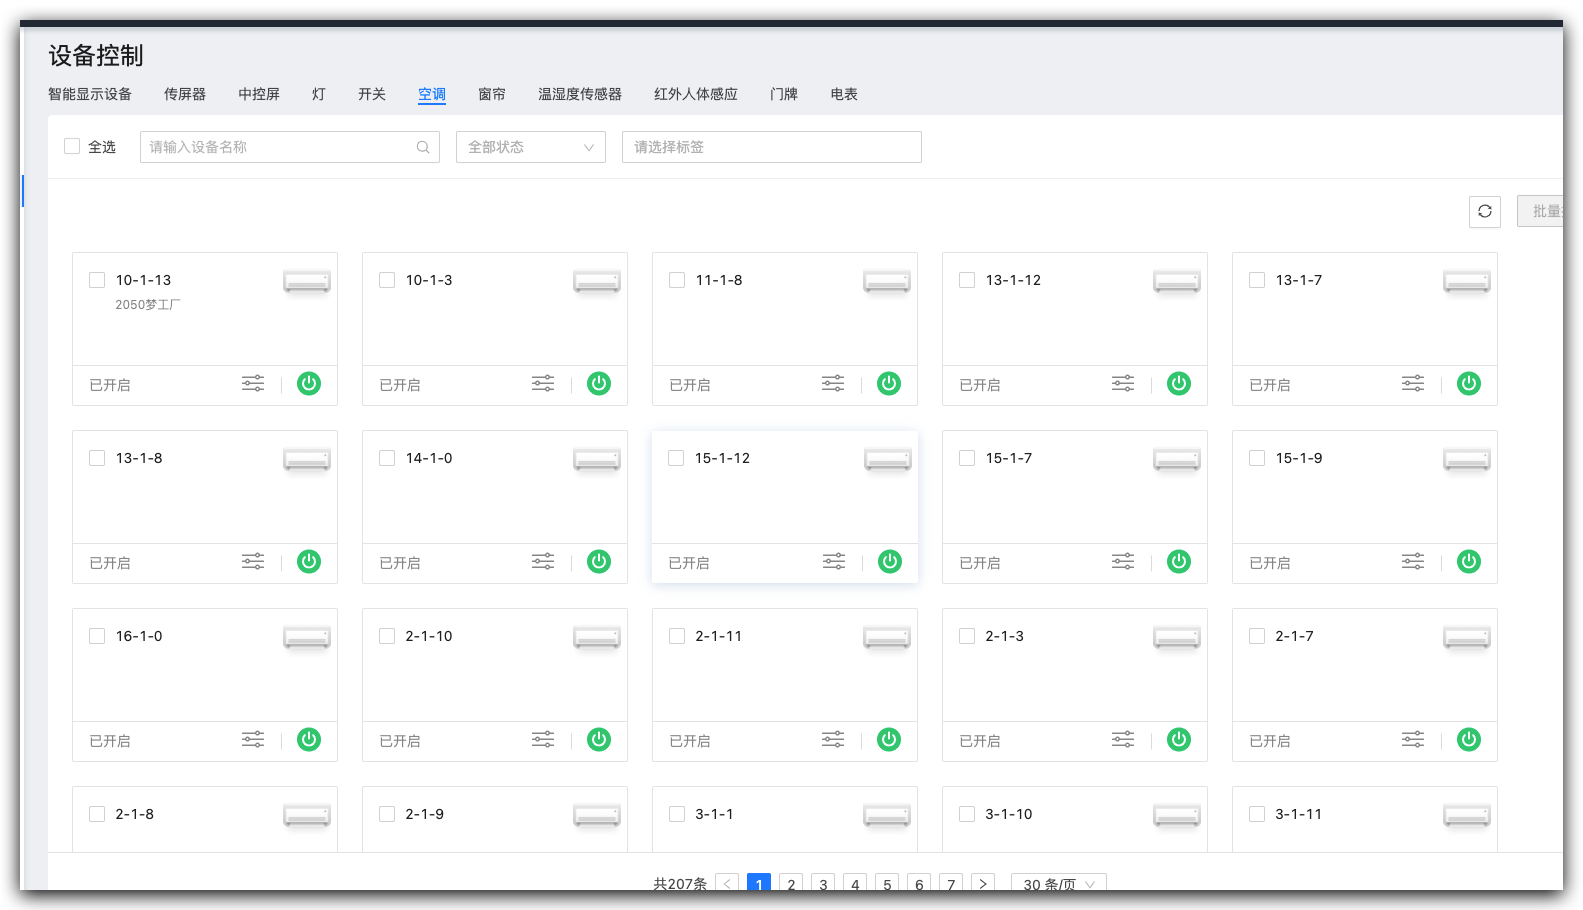 设备控制
智能显示设备 传屏器 中控屏 灯 开关 空调 窗帘 温湿度传感器 红外人体感应 门牌 电表
全选 请输入设备名称 全部状态 请选择标签
批量
10-1-13 10-1-3 11-1-8 13-1-12 13-1-7
2050梦工厂
已开启 已开启 已开启 已开启 已开启
13-1-8 14-1-0 15-1-12 15-1-7 15-1-9
已开启 已开启 已开启 已开启 已开启
16-1-0 2-1-10 2-1-11 2-1-3 2-1-7
已开启 已开启 已开启 已开启 已开启
2-1-8 2-1-9 3-1-1 3-1-10 3-1-11
共207条 < 1 2 3 4 5 6 7 > 30 条/页